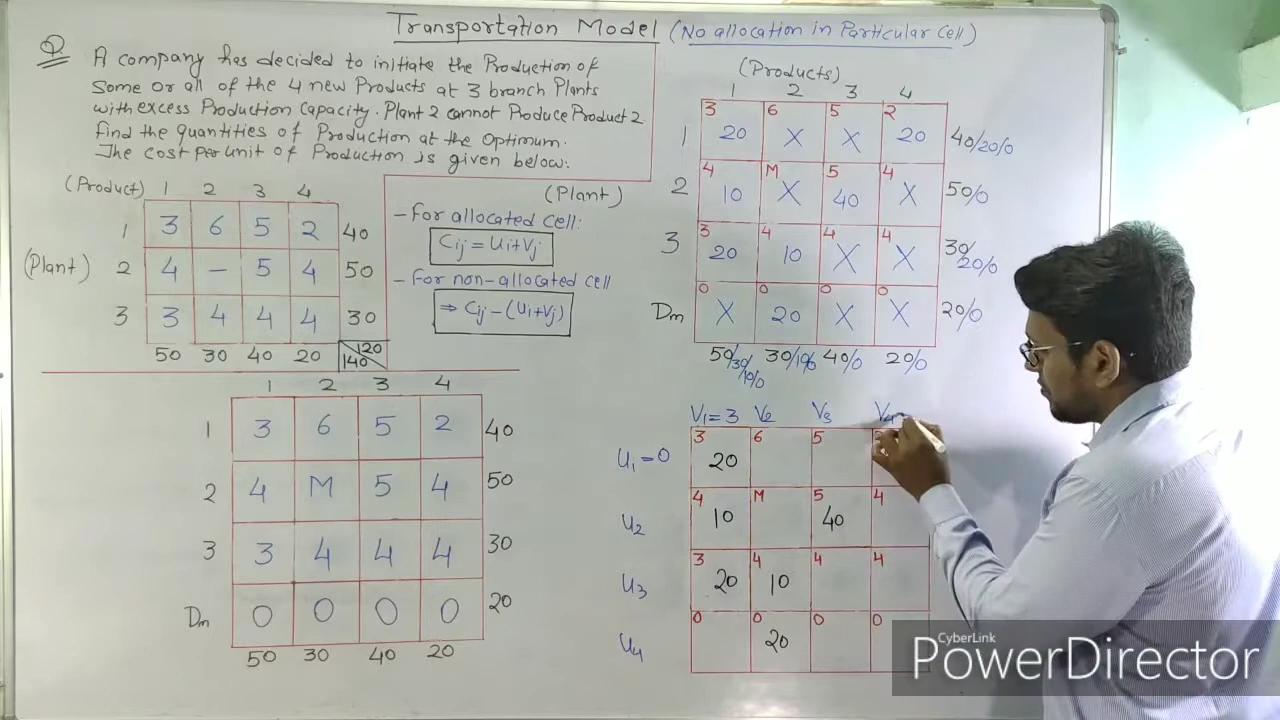 Transportation Model (No allocation in Particular Cell)
Q A company has decided to initiate the Production of
Some or all of the 4 new Products at 3 branch Plants
with excess Production Capacity. Plant 2 cannot Produce Product 2
find the quantities of Production at the Optimum.
The cost per unit of Production is given below:
(Product) 1 2 3 4
1 3 6 5 2 40
(Plant) 2 4 – 5 4 50
3 3 4 4 4 30
50 30 40 20 120
140
(Plant)
- For allocated cell:
Cij = Ui+Vj
- For non-allocated cell
⇒ Cij - (Ui+Vj)
1 2 3 4
1 3 6 5 2 40
2 4 M 5 4 50
3 3 4 4 4 30
Dm 0 0 0 0 20
50 30 40 20
(Products)
1 2 3 4
3 6 5 2
1 20 X X 20 40/20/0
4 M 5 4
2 10 X 40 X 50/0
3 4 4 4
3 20 10 X X 30/20/0
0 0 0 0
Dm X 20 X X 20/0
50/30/10/0 30/10/0 40/0 20/0
V1=3 V2 V3 V4
3 6 5
U1=0 20
4 M 5 4
U2 10 40
3 4 4 4
U3 20 10
0 0 0 0
U4 20
CyberLink
PowerDirector